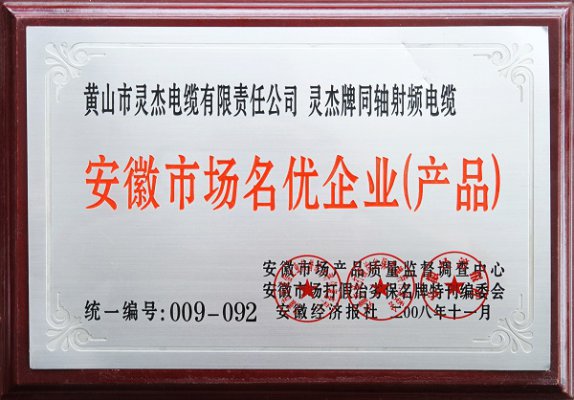 黄山市灵杰电缆有限责任公司 灵杰牌同轴射频电缆
安徽市场名优企业(产品)
安徽市场产品质量监督调查中心
安徽市场打假治劣保名牌特刊编委会
统一编号:009-092 安徽经济报社 二00八年十一月